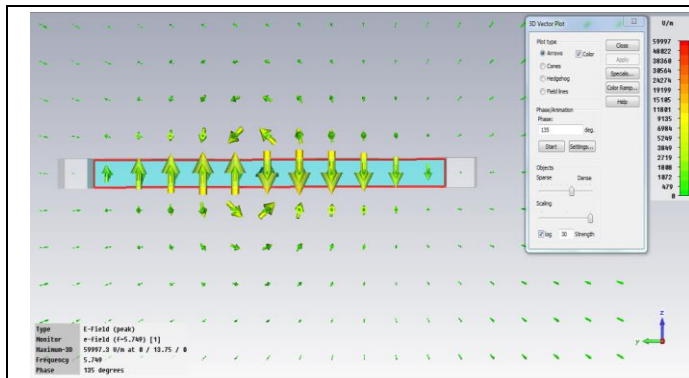 3D Vector Plot
Plot type
Arrows
Color
Cones
Hedgehog
Field lines
Close
Apply
Specials...
Color Ramp...
Help
Phase/Animation
Phase:
135 deg.
Start Settings...
Objects
Sparse Dense
Scaling
log 30 Strength
V/m
59997
48022
38360
30564
24274
19199
15105
11801
9135
6984
5249
3849
2719
1808
1072
479
0
Type E-Field (peak)
Monitor e-field (f=5.749) [1]
Maximum-3D 59997.3 V/m at 0 / 13.75 / 0
Frequency 5.749
Phase 135 degrees
z
y